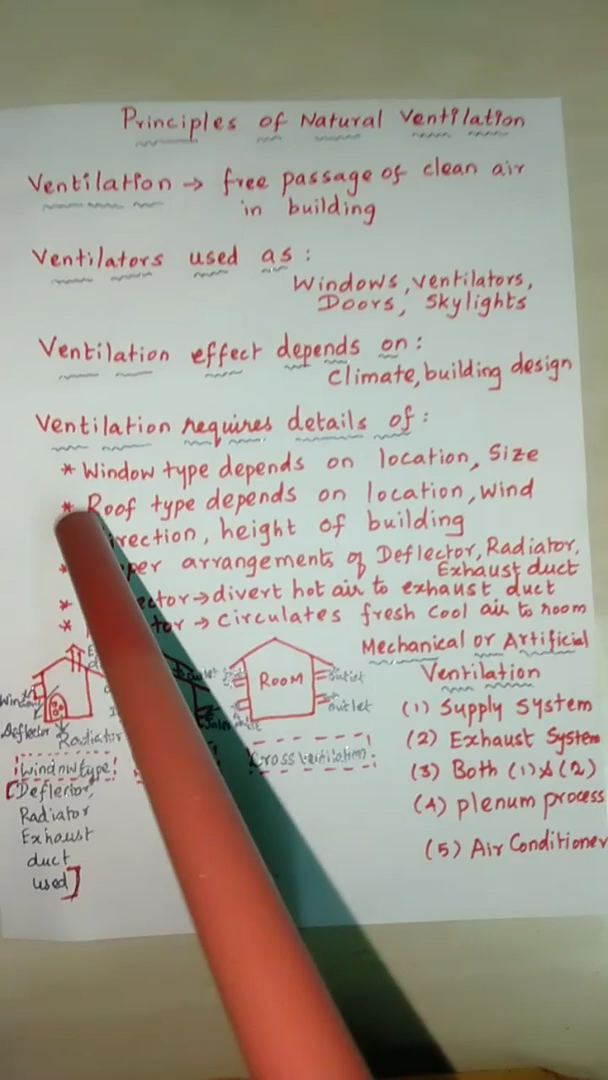 Principles of Natural Ventilation
Ventilation → free passage of clean air
in building
Ventilators used as :
Windows, ventilators,
Doors, Skylights
Ventilation effect depends on :
Climate, building design
Ventilation requires details of :
* Window type depends on location, Size
* Roof type depends on location, wind
rection, height of building
per arrangements of Deflector, Radiator,
Exhaust duct
* ector → divert hot air to exhaust duct
* tor → circulates fresh cool air to room
Window
Deflector
Radiator
Window type
[Deflector,
Radiator
Exhaust
duct
used]
ROOM
outlet
outlet
Cross ventilation
Mechanical or Artificial
Ventilation
(1) Supply system
(2) Exhaust System
(3) Both (1) & (2)
(4) plenum process
(5) Air Conditioner